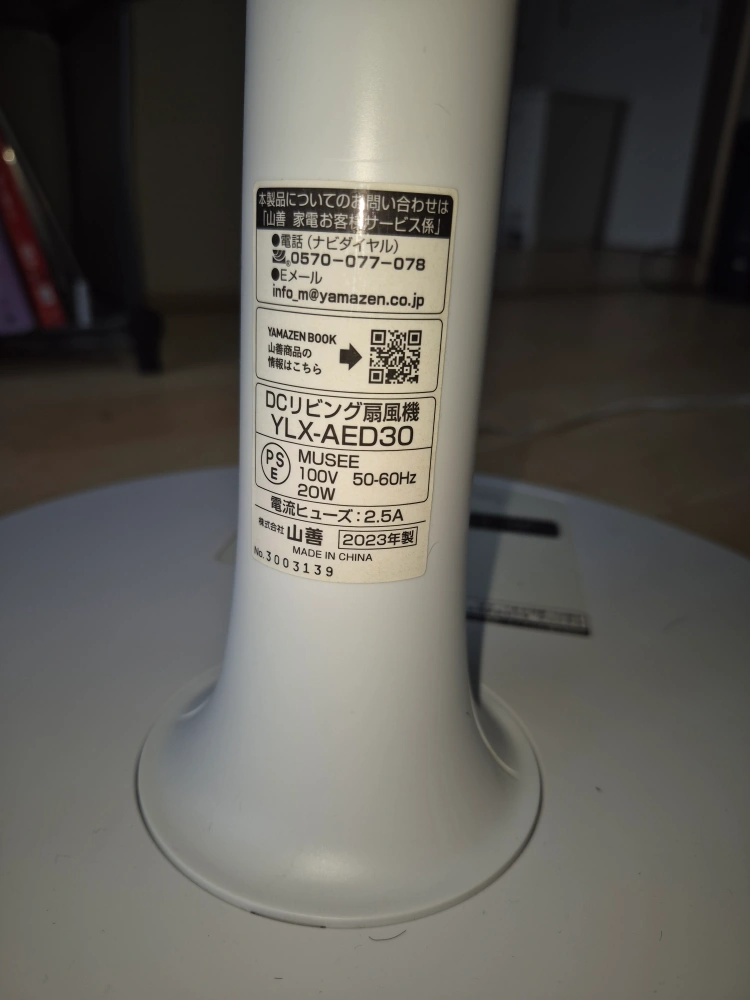 本製品についてのお問い合わせは
「山善 家電お客様サービス係」
●電話(ナビダイヤル)
0570-077-078
●Eメール
info_m@yamazen.co.jp
YAMAZEN BOOK
山善商品の
情報はこちら
DCリビング扇風機
YLX-AED30
PS
E
MUSEE
100V 50-60Hz
20W
電流ヒューズ:2.5A
株式会社 山善 2023年製
MADE IN CHINA
No.3003139